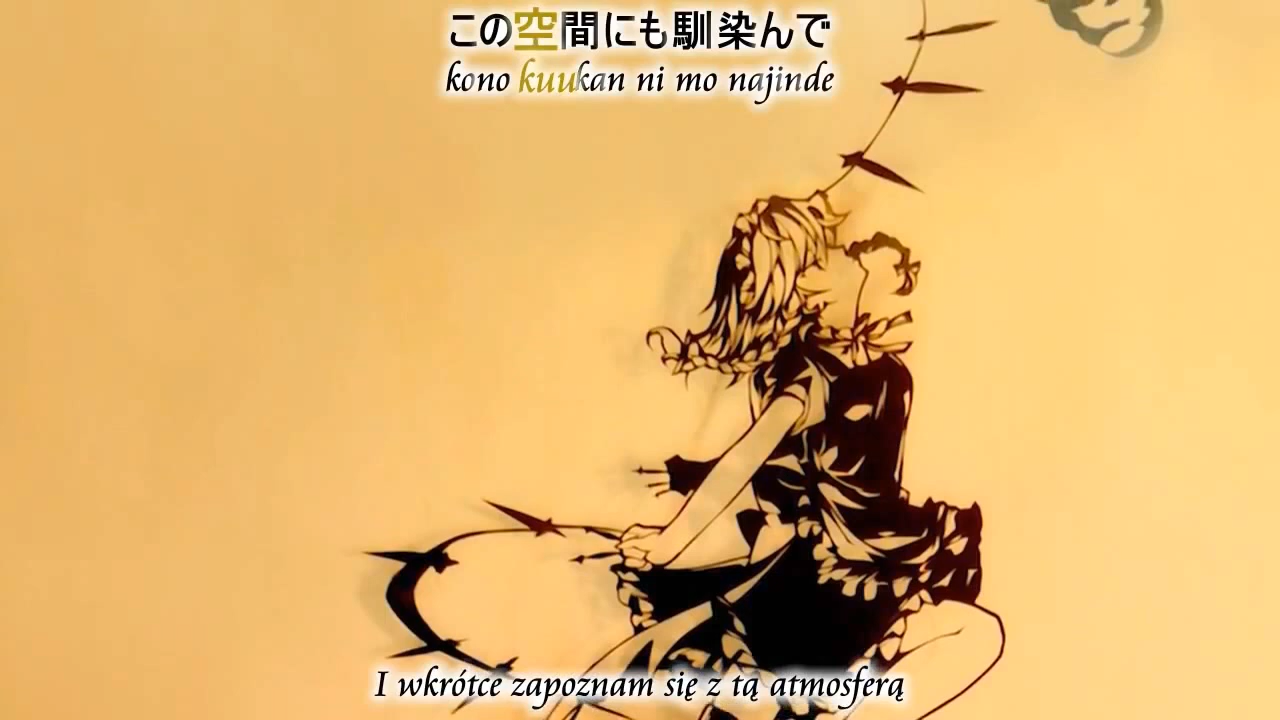 この空間にも馴染んで
kono kuukan ni mo najinde
I wkrótce zapoznam się z tą atmosferą